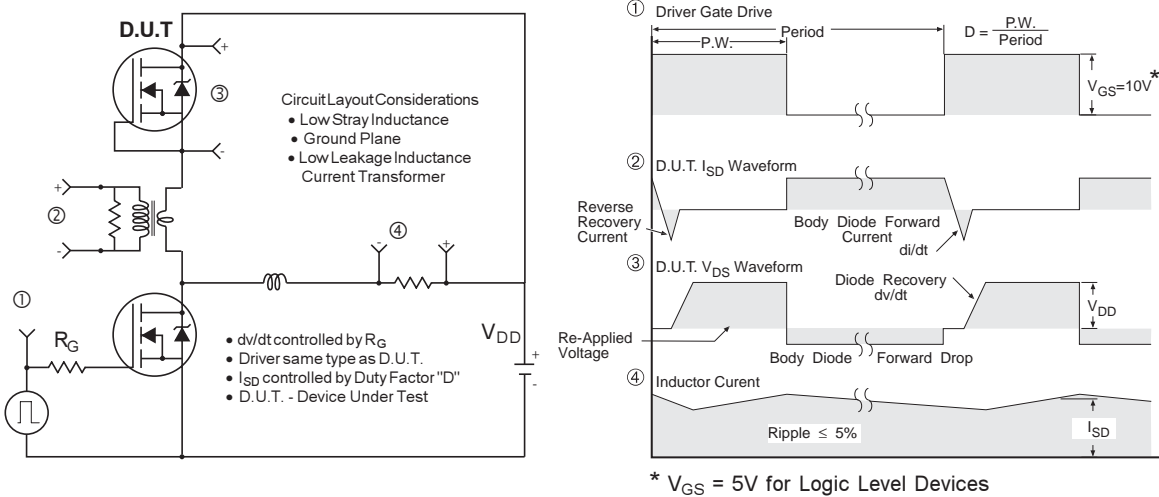 D.U.T
+
③
-
Circuit Layout Considerations
• Low Stray Inductance
• Ground Plane
• Low Leakage Inductance
Current Transformer
+
②
-
④
-
+
①
R_G
V_DD
+
-
• dv/dt controlled by R_G
• Driver same type as D.U.T.
• I_SD controlled by Duty Factor "D"
• D.U.T. - Device Under Test
① Driver Gate Drive
P.W.
Period
D = P.W.
Period
V_GS=10V*
② D.U.T. I_SD Waveform
Reverse
Recovery
Current
Body Diode Forward
Current
di/dt
③ D.U.T. V_DS Waveform
Diode Recovery
dv/dt
V_DD
Re-Applied
Voltage
Body Diode Forward Drop
④ Inductor Curent
Ripple ≤ 5%
I_SD
* V_GS = 5V for Logic Level Devices